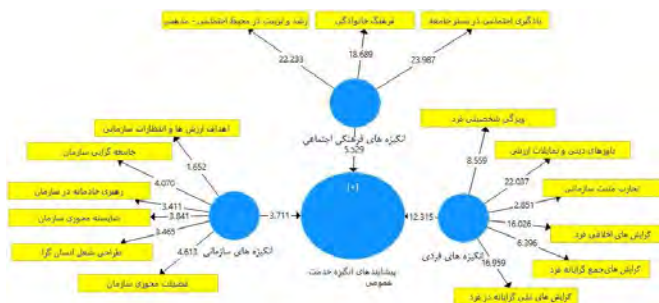 رشد و تربیت در محیط اجتماعی - مذهبی
فرهنگ خانوادگی
یادگیری اجتماعی در بستر جامعه
22.233
18.689
23.987
انگیزه های فرهنگی اجتماعی
5.529
اهداف ارزش ها و انتظارات سازمانی
جامعه گرایی سازمان
رهبری خادمانه در سازمان
شایسته محوری سازمان
طراحی شغل انسان گرا
فضیلت محوری سازمان
1.652
4.070
3.411
3.841
3.465
4.613
انگیزه های سازمانی
3.711
[+]
پیشایندهای انگیزه خدمت
عمومی
12.315
ویژگی شخصیتی فرد
باورهای دینی و تمایلات ارزشی
تجارب مثبت سازمانی
گرایش های اخلاقی فرد
گرایش های جمع گرایانه فرد
گرایش های ملی گرایانه در فرد
8.559
22.037
2.851
16.026
6.396
16.959
انگیزه های فردی